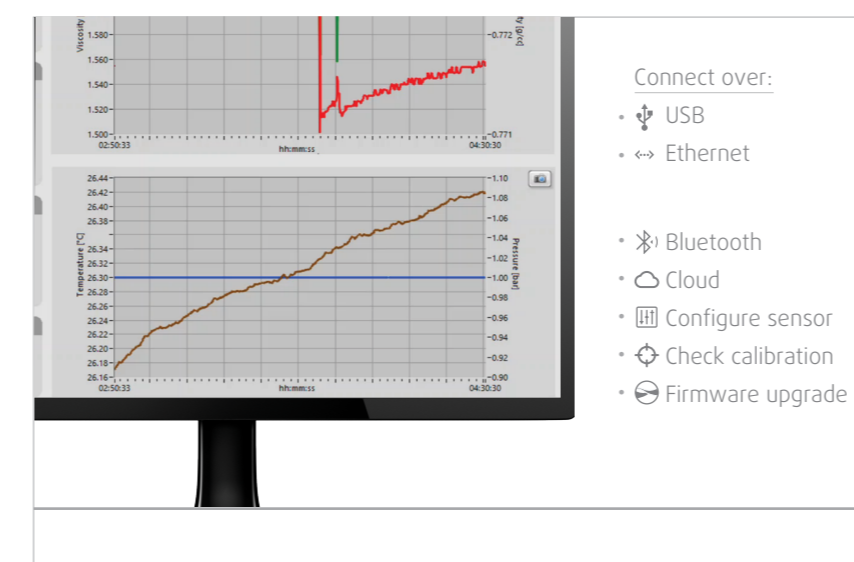 Viscosity
1.580
1.560
1.540
1.520
1.500
02:50:33
hh:mm:ss
04:30:30
0.772
0.771
[g/cc]
26.44
26.42
26.40
26.38
26.34
26.32
26.30
26.28
26.26
26.24
26.22
26.20
26.18
26.16
Temperature [°C]
02:50:33
hh:mm:ss
04:30:30
1.10
1.08
1.06
1.04
1.02
1.00
0.98
0.96
0.94
0.92
0.90
Pressure [bar]
Connect over:
USB
Ethernet
Bluetooth
Cloud
Configure sensor
Check calibration
Firmware upgrade